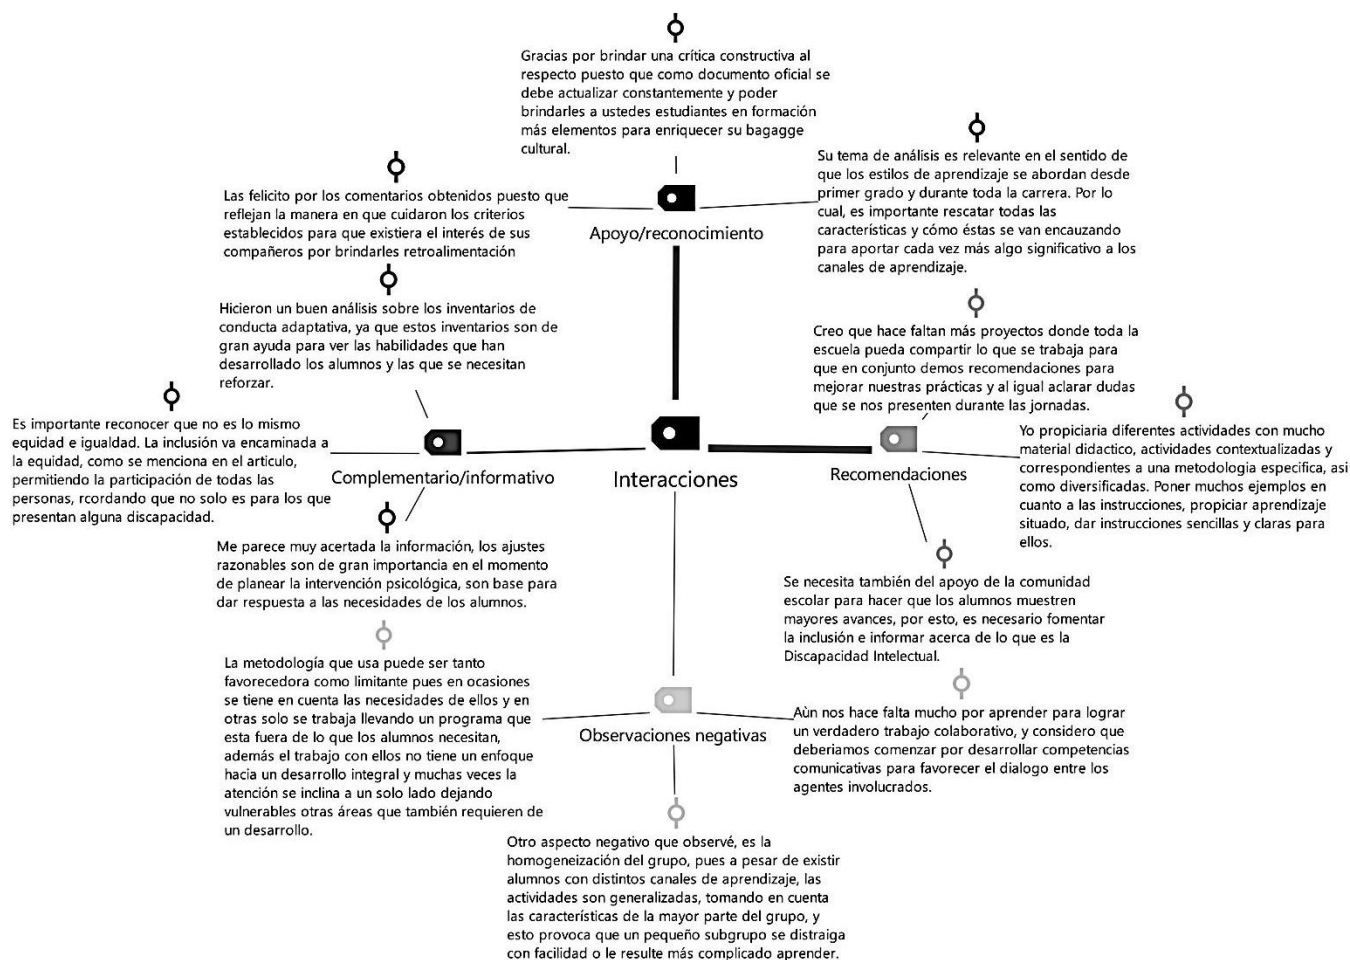 Gracias por brindar una crítica constructiva al
respecto puesto que como documento oficial se
debe actualizar constantemente y poder
brindarles a ustedes estudiantes en formación
más elementos para enriquecer su bagagge
cultural.
Su tema de análisis es relevante en el sentido de
que los estilos de aprendizaje se abordan desde
primer grado y durante toda la carrera. Por lo
cual, es importante rescatar todas las
características y cómo éstas se van encauzando
para aportar cada vez más algo significativo a los
canales de aprendizaje.
Las felicito por los comentarios obtenidos puesto que
reflejan la manera en que cuidaron los criterios
establecidos para que existiera el interés de sus
compañeros por brindarles retroalimentación
Apoyo/reconocimiento
Hicieron un buen análisis sobre los inventarios de
conducta adaptativa, ya que estos inventarios son de
gran ayuda para ver las habilidades que han
desarrollado los alumnos y las que se necesitan
reforzar.
Creo que hace faltan más proyectos donde toda la
escuela pueda compartir lo que se trabaja para
que en conjunto demos recomendaciones para
mejorar nuestras prácticas y al igual aclarar dudas
que se nos presenten durante las jornadas.
Es importante reconocer que no es lo mismo
equidad e igualdad. La inclusión va encaminada a
la equidad, como se menciona en el articulo,
permitiendo la participación de todas las
personas, rcordando que no solo es para los que
presentan alguna discapacidad.
Complementario/informativo
Interacciones
Recomendaciones
Yo propiciaria diferentes actividades con mucho
material didactico, actividades contextualizadas y
correspondientes a una metodologia especifica, asi
como diversificadas. Poner muchos ejemplos en
cuanto a las instrucciones, propiciar aprendizaje
situado, dar instrucciones sencillas y claras para
ellos.
Me parece muy acertada la información, los ajustes
razonables son de gran importancia en el momento
de planear la intervención psicológica, son base para
dar respuesta a las necesidades de los alumnos.
Se necesita también del apoyo de la comunidad
escolar para hacer que los alumnos muestren
mayores avances, por esto, es necesario fomentar
la inclusión e informar acerca de lo que es la
Discapacidad Intelectual.
La metodología que usa puede ser tanto
favorecedora como limitante pues en ocasiones
se tiene en cuenta las necesidades de ellos y en
otras solo se trabaja llevando un programa que
esta fuera de lo que los alumnos necesitan,
además el trabajo con ellos no tiene un enfoque
hacia un desarrollo integral y muchas veces la
atención se inclina a un solo lado dejando
vulnerables otras áreas que también requieren de
un desarrollo.
Observaciones negativas
Aùn nos hace falta mucho por aprender para lograr
un verdadero trabajo colaborativo, y considero que
deberiamos comenzar por desarrollar competencias
comunicativas para favorecer el dialogo entre los
agentes involucrados.
Otro aspecto negativo que observé, es la
homogeneización del grupo, pues a pesar de existir
alumnos con distintos canales de aprendizaje, las
actividades son generalizadas, tomando en cuenta
las características de la mayor parte del grupo, y
esto provoca que un pequeño subgrupo se distraiga
con facilidad o le resulte más complicado aprender.